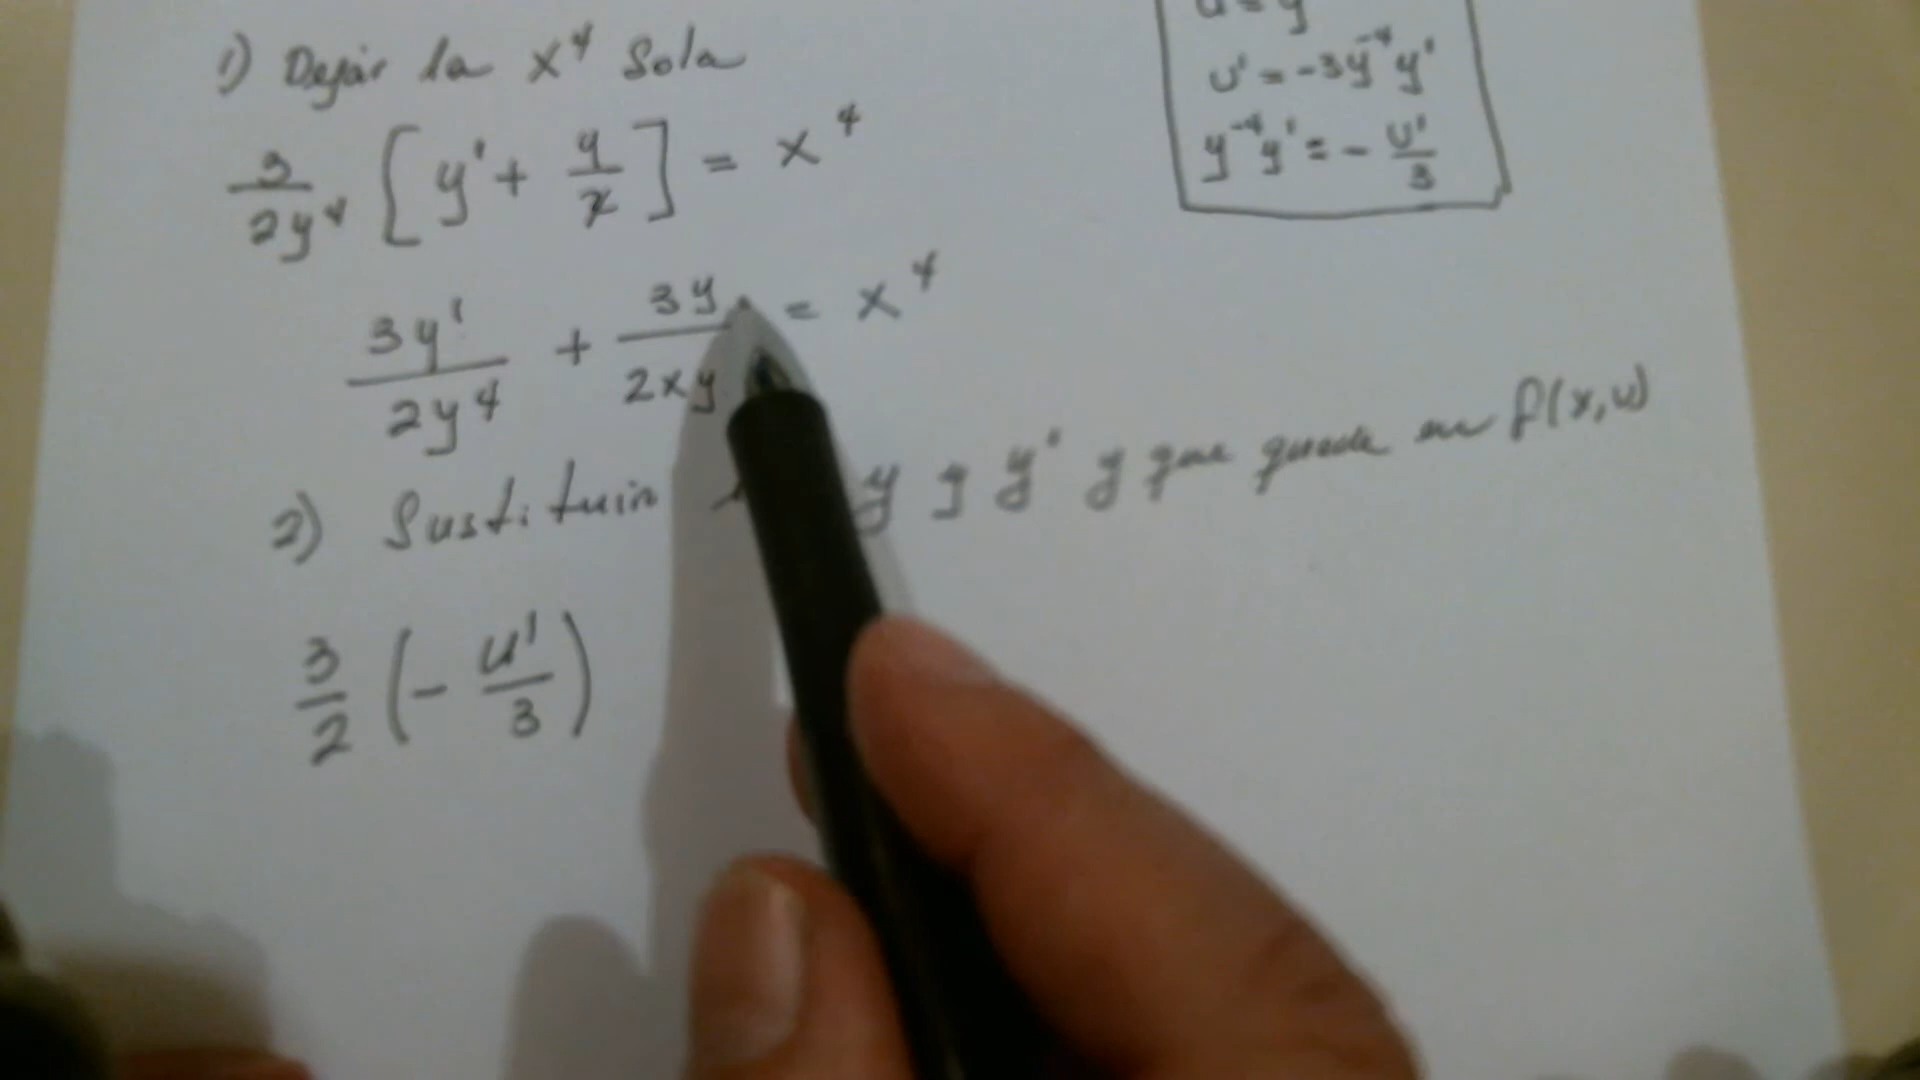 1) Dejar la x⁴ Sola
3/2y⁴ [y' + y/x] = x⁴
3y'/2y⁴ + 3y/2xy = x⁴
2) Sustituir y y y' y que quede en f(x,u)
3/2 (- u'/3)
u = y
u' = -3y⁻⁴y'
y⁻⁴y' = - u'/3